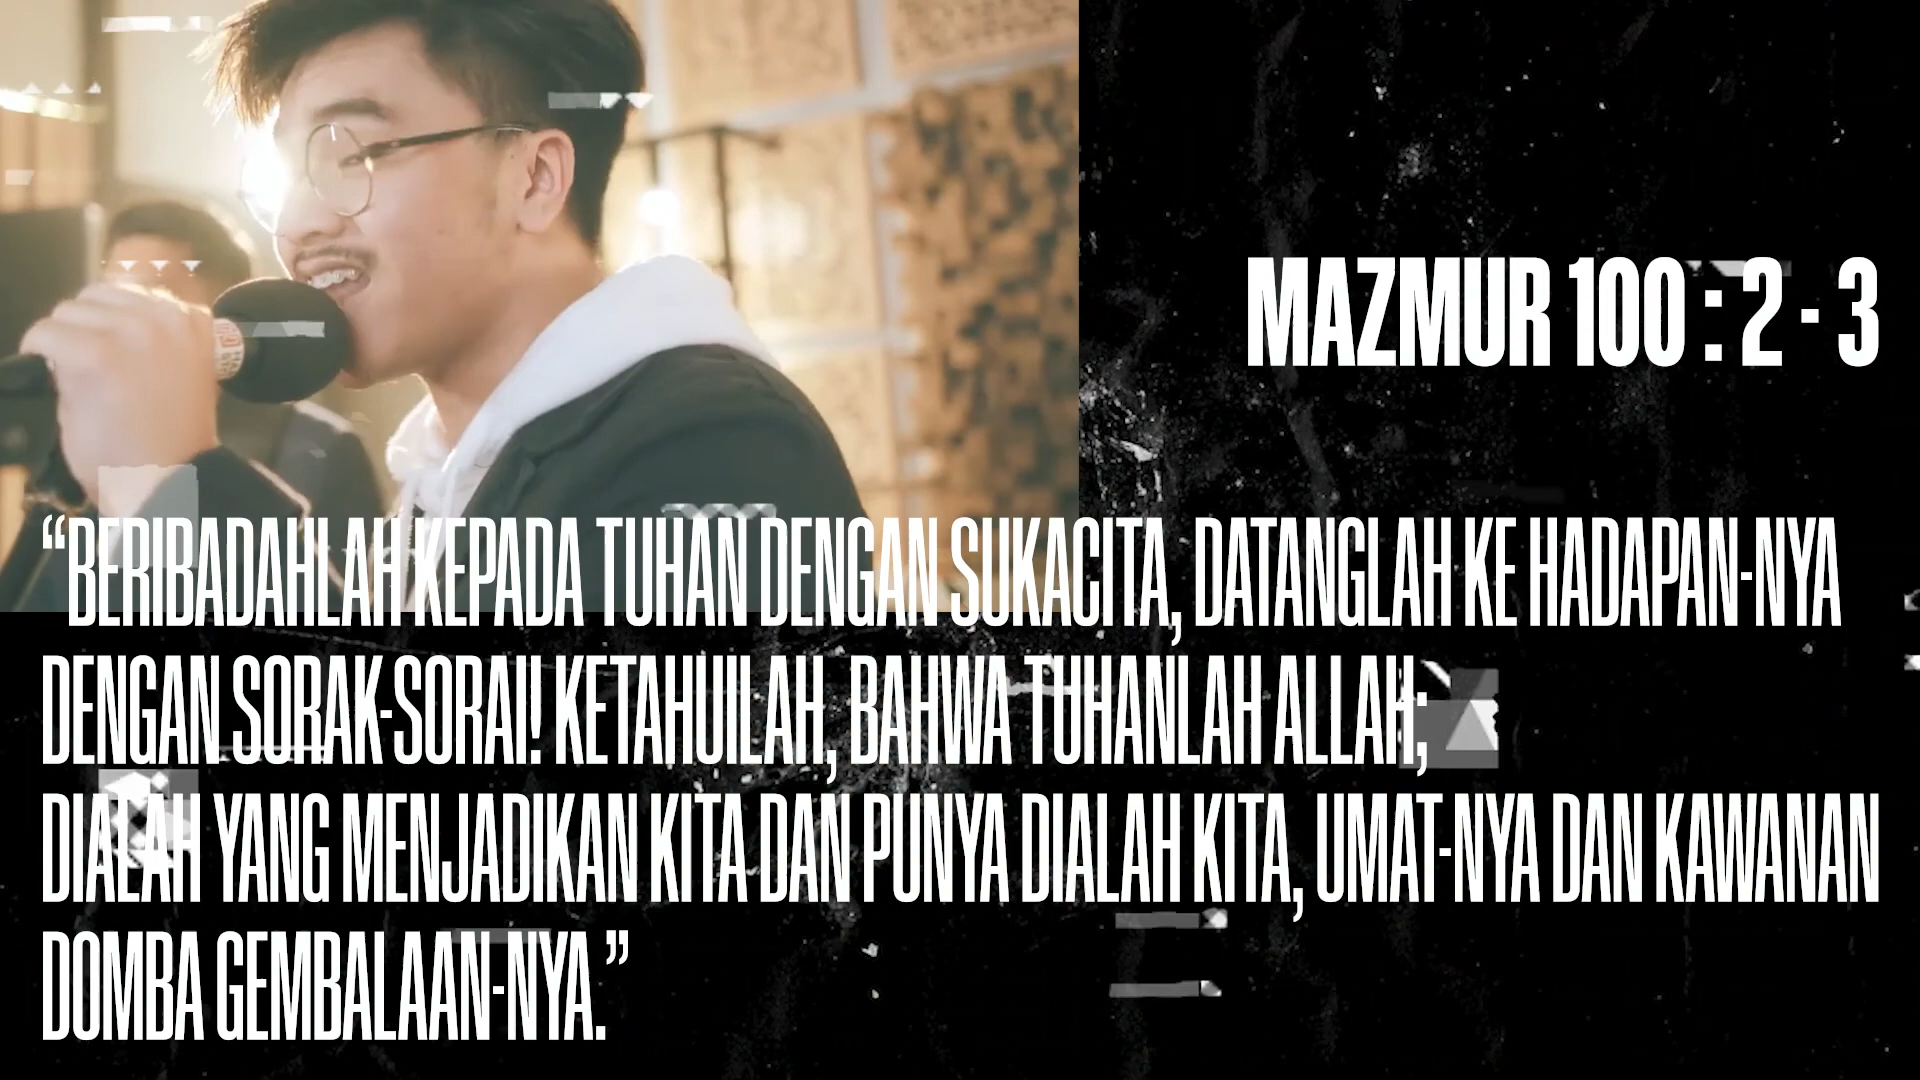 MAZMUR 100 : 2 - 3
“BERIBADAHLAH KEPADA TUHAN DENGAN SUKACITA, DATANGLAH KE HADAPAN-NYA
DENGAN SORAK-SORAI! KETAHUILAH, BAHWA TUHANLAH ALLAH;
DIALAH YANG MENJADIKAN KITA DAN PUNYA DIALAH KITA, UMAT-NYA DAN KAWANAN
DOMBA GEMBALAAN-NYA.”